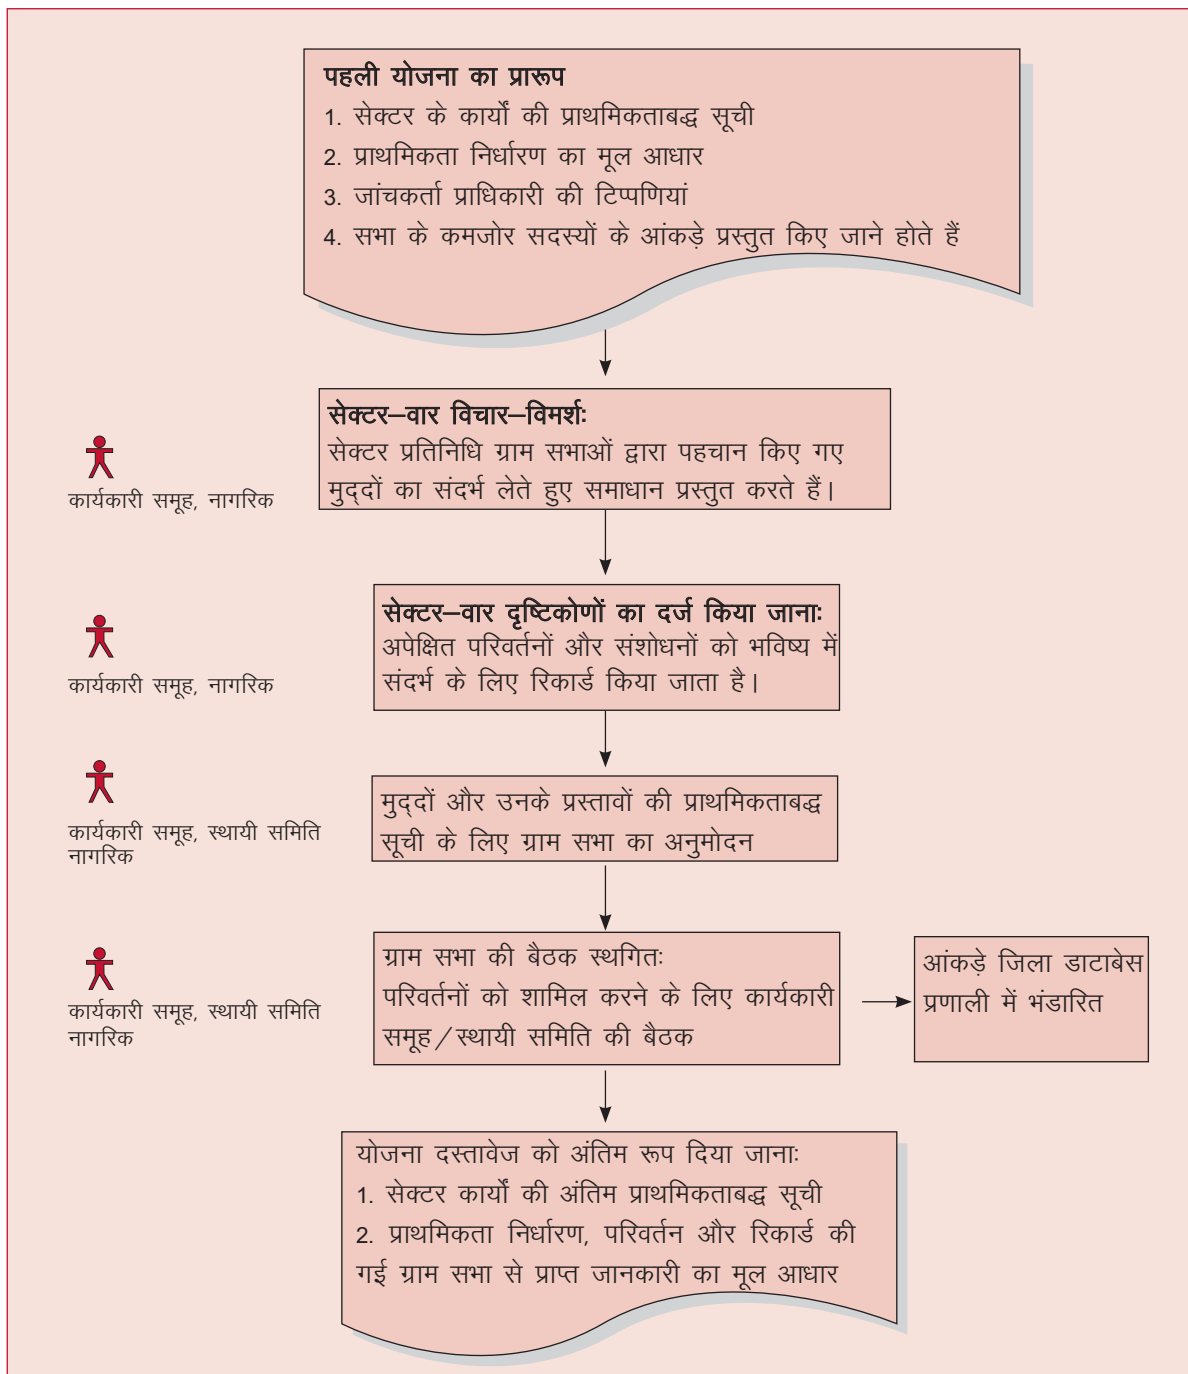 पहली योजना का प्रारूप
1. सेक्टर के कार्यों की प्राथमिकताबद्ध सूची
2. प्राथमिकता निर्धारण का मूल आधार
3. जांचकर्ता प्राधिकारी की टिप्पणियां
4. सभा के कमजोर सदस्यों के आंकड़े प्रस्तुत किए जाने होते हैं
सेक्टर–वार विचार–विमर्श:
सेक्टर प्रतिनिधि ग्राम सभाओं द्वारा पहचान किए गए
मुद्दों का संदर्भ लेते हुए समाधान प्रस्तुत करते हैं।
कार्यकारी समूह, नागरिक
सेक्टर–वार दृष्टिकोणों का दर्ज किया जाना:
अपेक्षित परिवर्तनों और संशोधनों को भविष्य में
संदर्भ के लिए रिकार्ड किया जाता है।
कार्यकारी समूह, नागरिक
मुद्दों और उनके प्रस्तावों की प्राथमिकताबद्ध
सूची के लिए ग्राम सभा का अनुमोदन
कार्यकारी समूह, स्थायी समिति
नागरिक
ग्राम सभा की बैठक स्थगित:
परिवर्तनों को शामिल करने के लिए कार्यकारी
समूह/स्थायी समिति की बैठक
कार्यकारी समूह, स्थायी समिति
नागरिक
आंकड़े जिला डाटाबेस
प्रणाली में भंडारित
योजना दस्तावेज को अंतिम रूप दिया जाना:
1. सेक्टर कार्यों की अंतिम प्राथमिकताबद्ध सूची
2. प्राथमिकता निर्धारण, परिवर्तन और रिकार्ड की
गई ग्राम सभा से प्राप्त जानकारी का मूल आधार